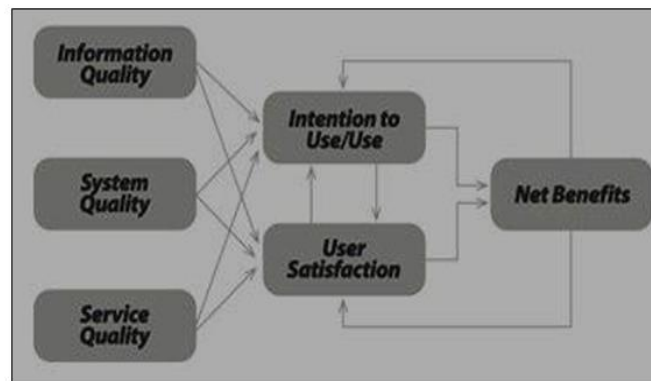 Information
Quality
System
Quality
Service
Quality
Intention to
Use/Use
User
Satisfaction
Net Benefits